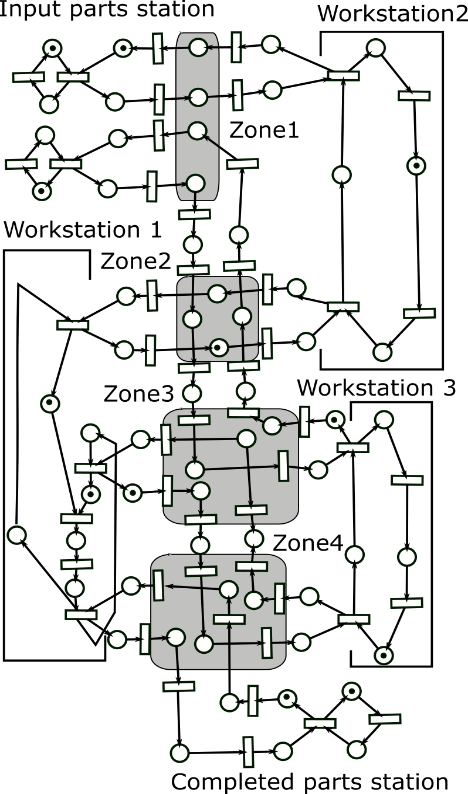 Input parts station
Workstation2
Zone1
Workstation 1
Zone2
Zone3
Workstation 3
Zone4
Completed parts station